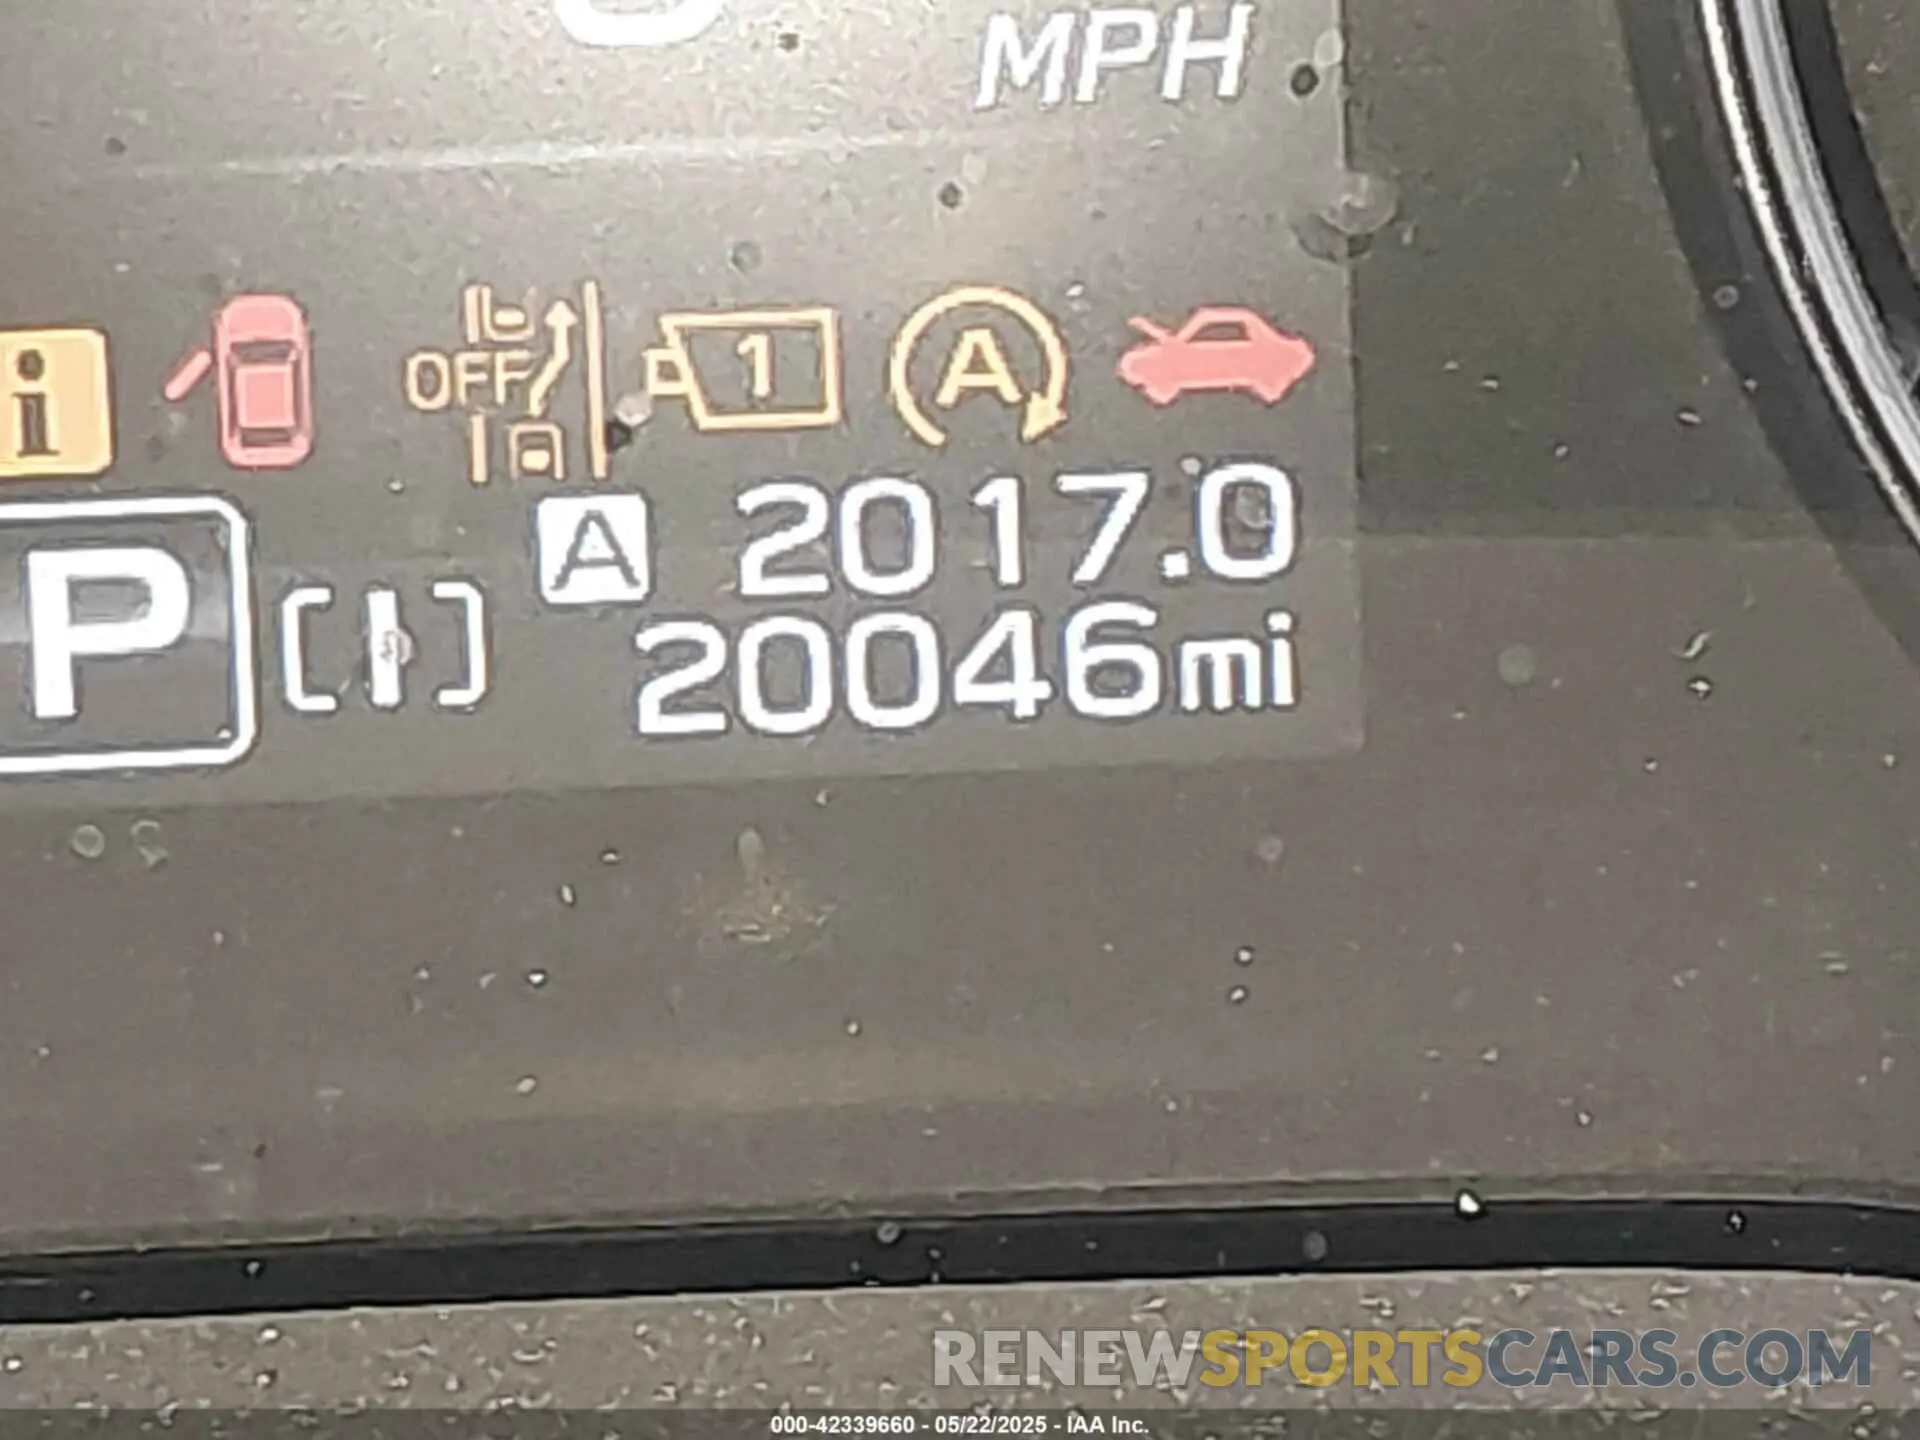 MPH
i
OFF 1 A
A 2017.0
P 20046mi
RENEWSPORTSCARS.COM
000-42339660 - 05/22/2025 - IAA Inc.